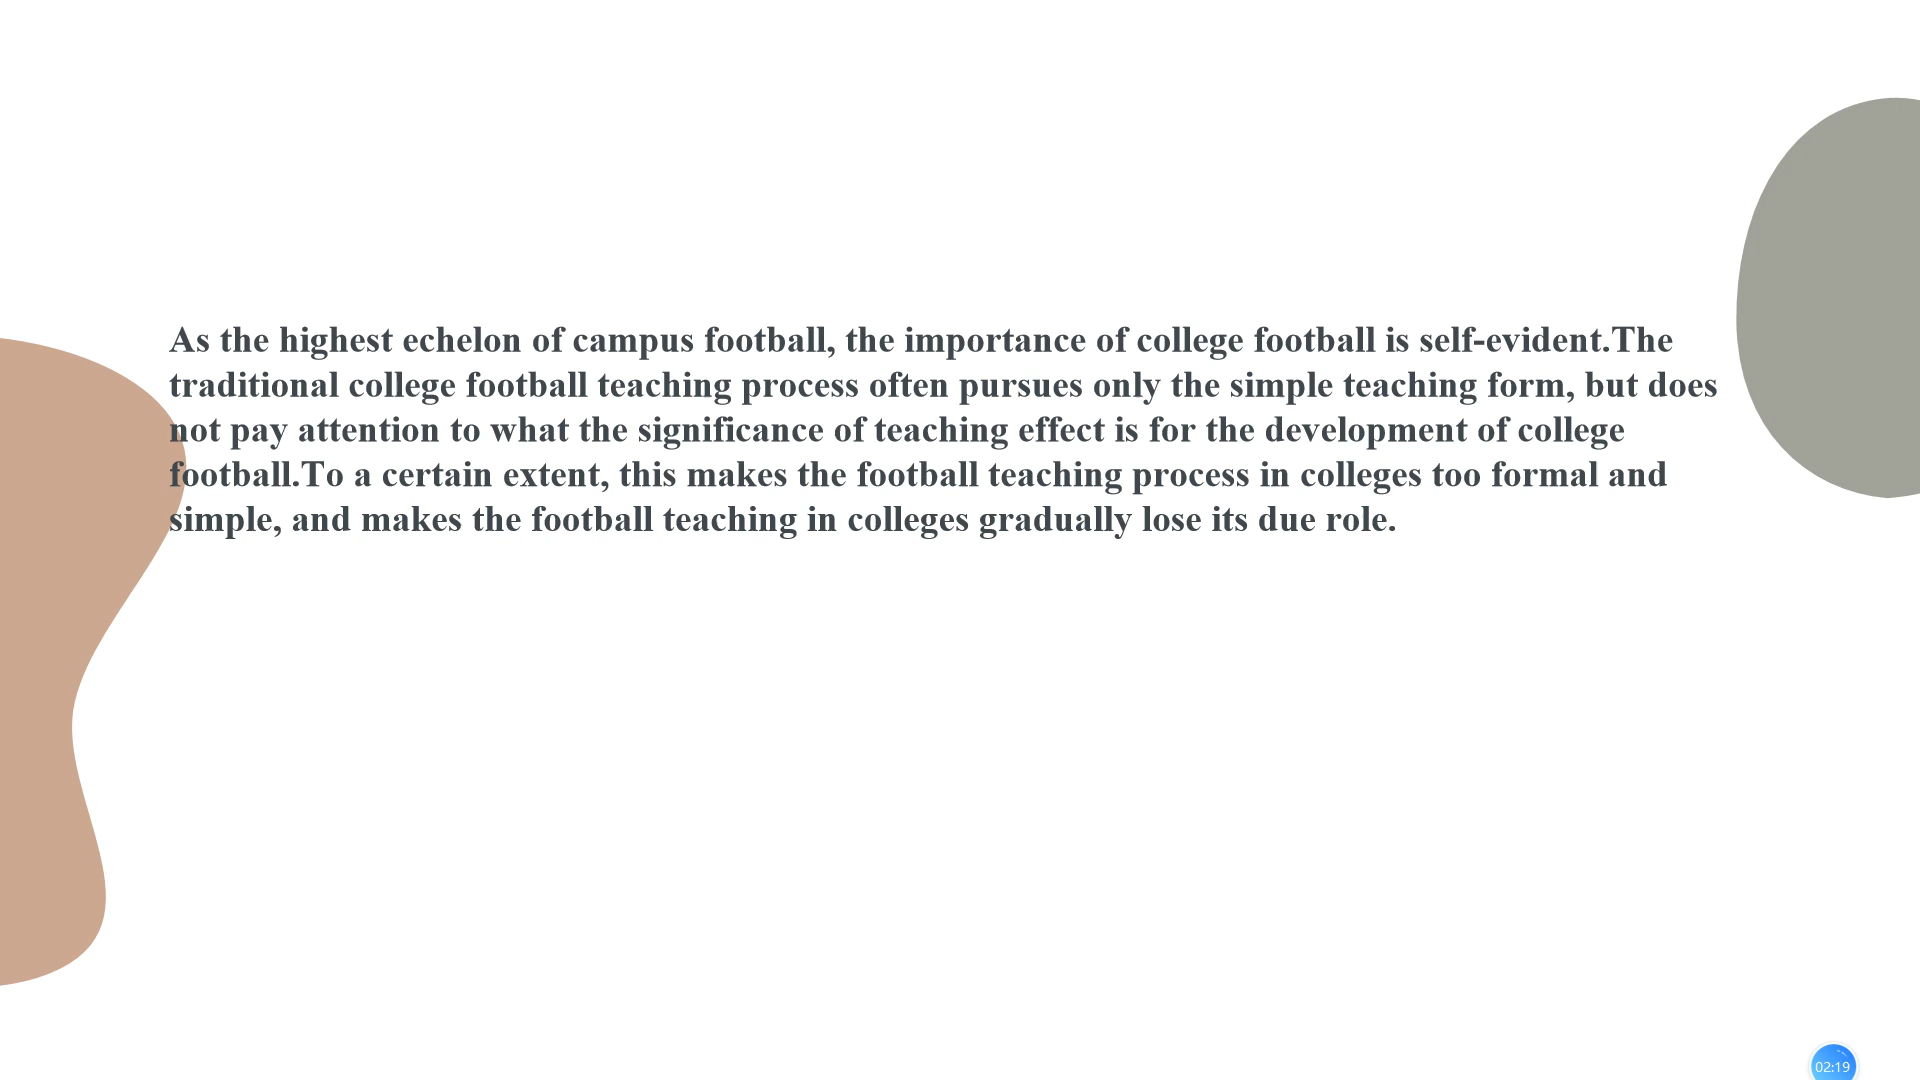 As the highest echelon of campus football, the importance of college football is self-evident.The
traditional college football teaching process often pursues only the simple teaching form, but does
not pay attention to what the significance of teaching effect is for the development of college
football.To a certain extent, this makes the football teaching process in colleges too formal and
simple, and makes the football teaching in colleges gradually lose its due role.
02:19